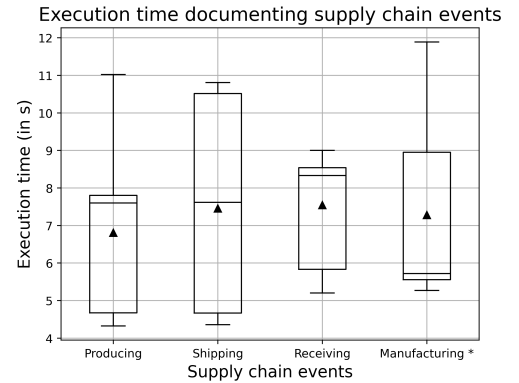 Execution time documenting supply chain events
12
11
10
9
8
7
6
5
4
Execution time (in s)
Producing
Shipping
Receiving
Manufacturing *
Supply chain events